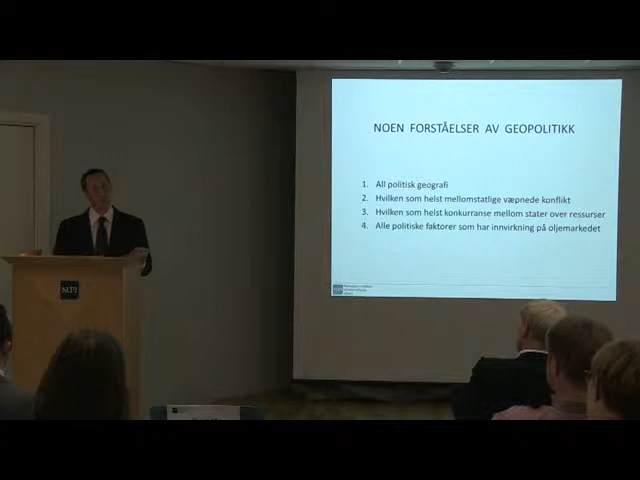 NOEN FORSTÅELSER AV GEOPOLITIKK
1. All politisk geografi
2. Hvilken som helst mellomstatlige væpnede konflikt
3. Hvilken som helst konkurranse mellom stater over ressurser
4. Alle politiske faktorer som har innvirkning på oljemarkedet
NUPI